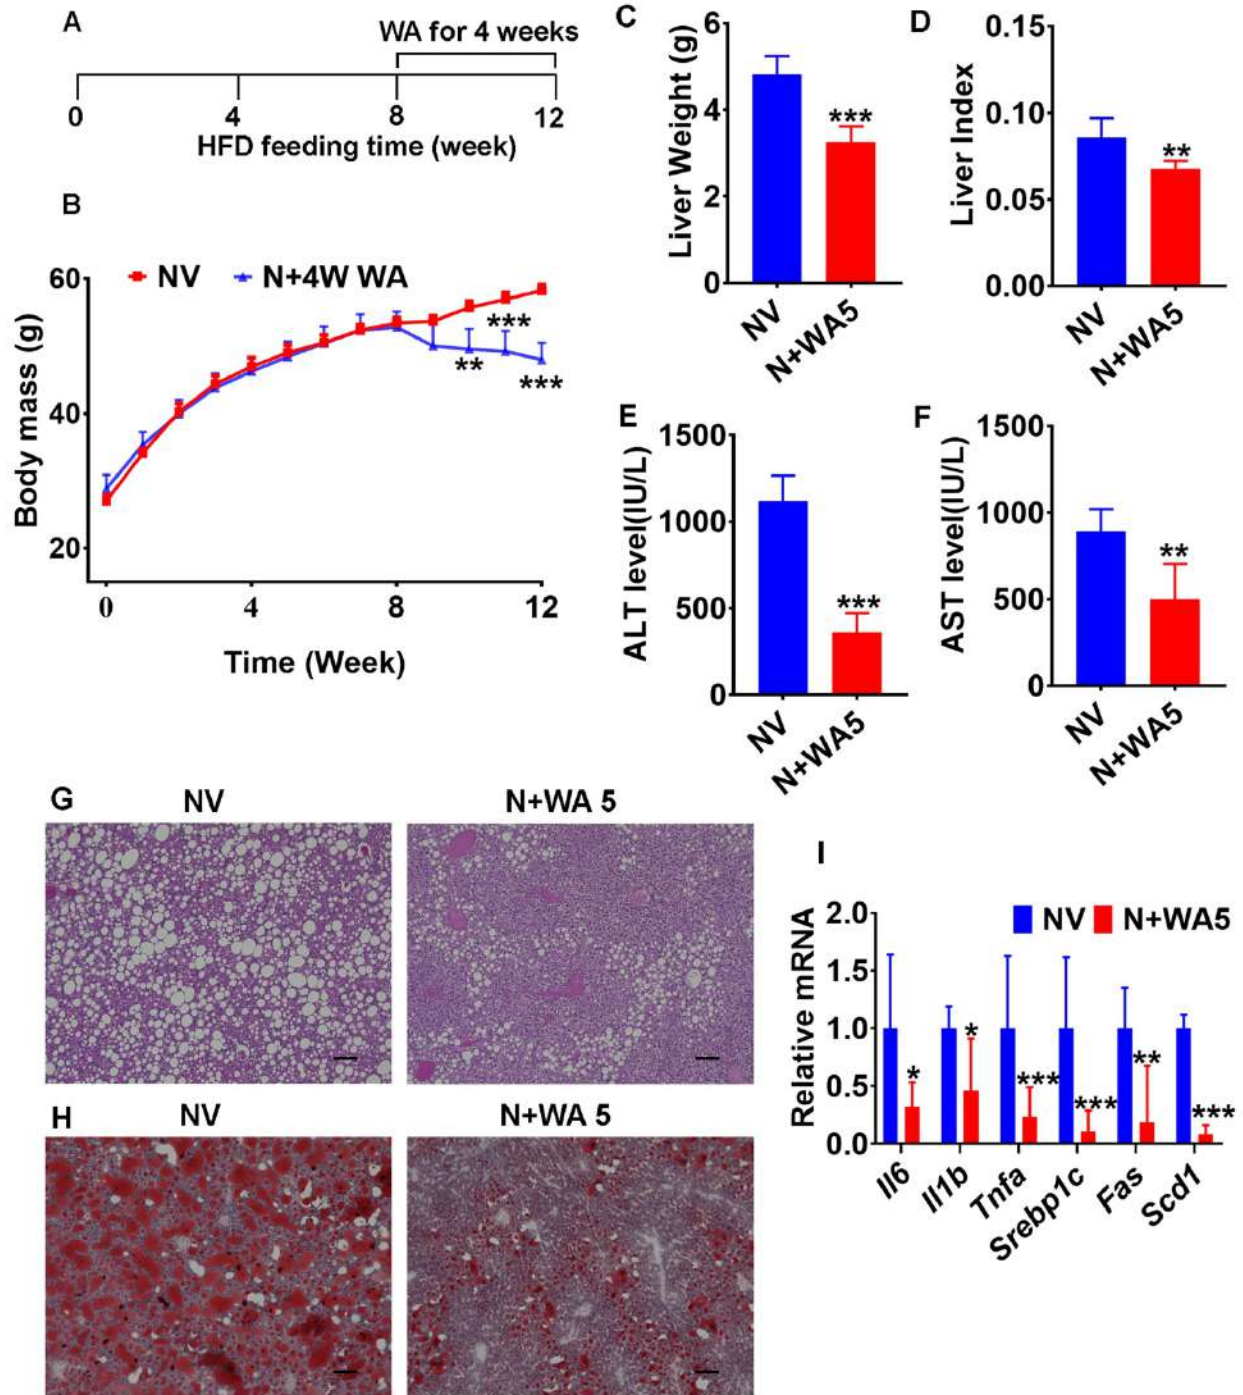 A
WA for 4 weeks
0 4 8 12
HFD feeding time (week)
B
NV N+4W WA
Body mass (g)
60
40
20
***
**
***
0 4 8 12
Time (Week)
C
Liver Weight (g)
6
4
2
0
***
NV N+WA5
D
Liver Index
0.15
0.10
0.05
0.00
**
NV N+WA5
E
ALT level(IU/L)
1500
1000
500
0
***
NV N+WA5
F
AST level(IU/L)
1500
1000
500
0
**
NV N+WA5
G
NV N+WA 5
H
NV N+WA 5
I
Relative mRNA
NV N+WA5
2.0
1.5
1.0
0.5
0.0
* * *** *** ** ***
Il6 Il1b Tnfa Srebp1c Fas Scd1